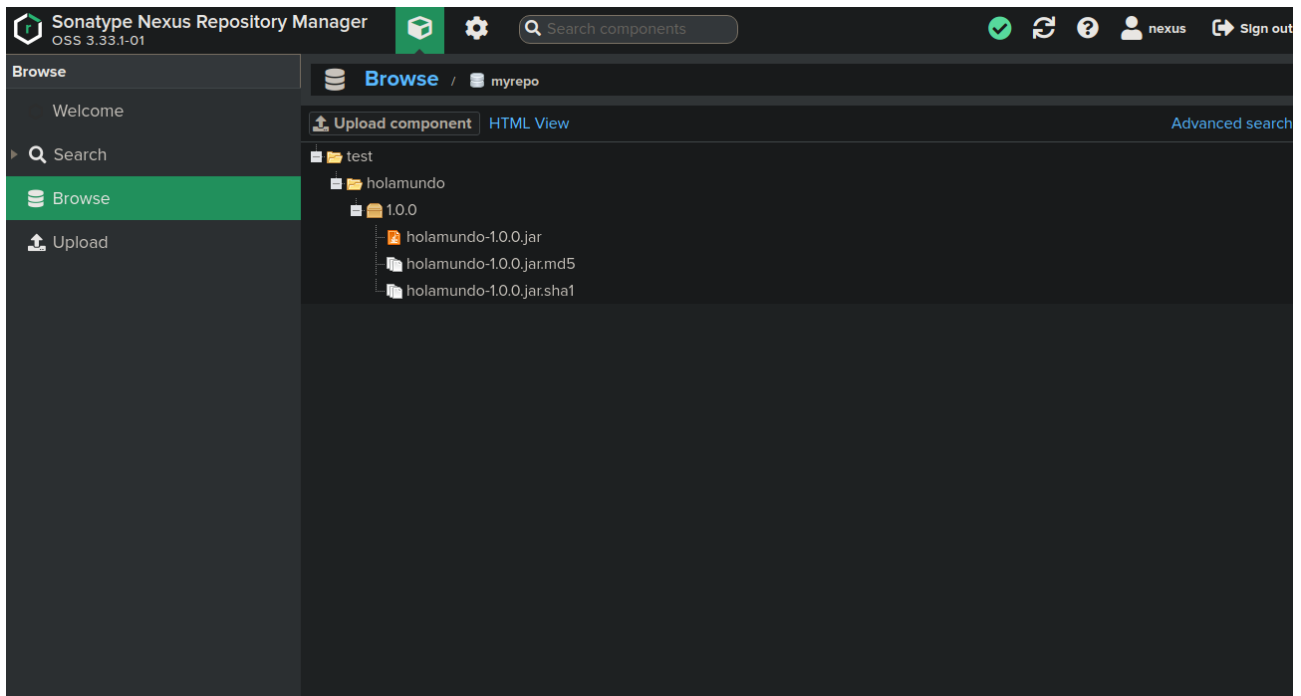 Sonatype Nexus Repository Manager
OSS 3.33.1-01
Search components
nexus
Sign out
Browse
Welcome
Search
Browse
Upload
Browse / myrepo
Upload component HTML View Advanced search
test
holamundo
1.0.0
holamundo-1.0.0.jar
holamundo-1.0.0.jar.md5
holamundo-1.0.0.jar.sha1